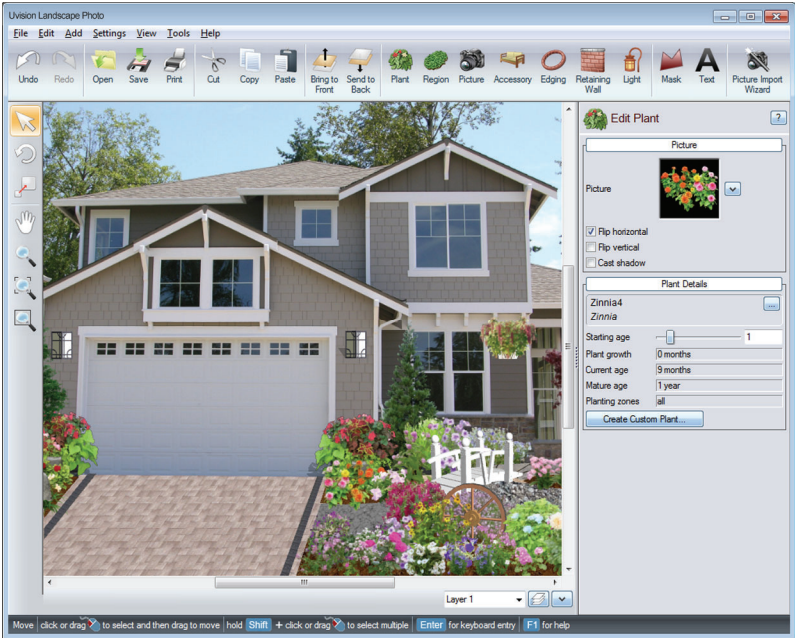 Uvision Landscape Photo
File Edit Add Settings View Tools Help
Undo Redo Open Save Print Cut Copy Paste Bring to Front Send to Back Plant Region Picture Accessory Edging Retaining Wall Light Mask Text Picture Import Wizard
Edit Plant
?
Picture
Picture
Flip horizontal
Flip vertical
Cast shadow
Plant Details
Zinnia4
...
Zinnia
Starting age 1
Plant growth 0 months
Current age 9 months
Mature age 1 year
Planting zones all
Create Custom Plant...
Layer 1
Move click or drag to select and then drag to move hold Shift + click or drag to select multiple Enter for keyboard entry F1 for help